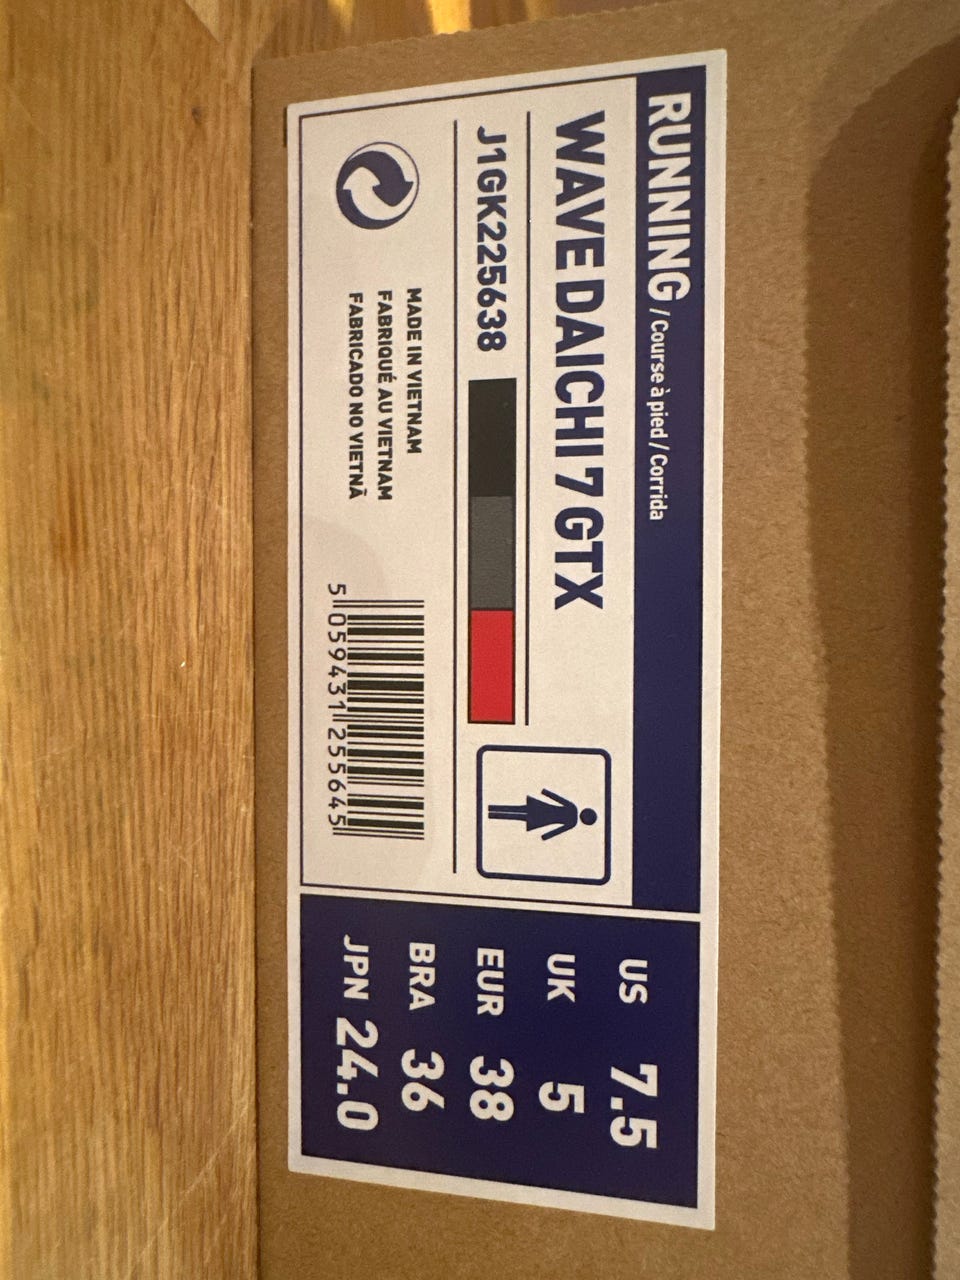 RUNNING / Course à pied / Corrida
WAVE DAICHI 7 GTX
J1GK225638
MADE IN VIETNAM
FABRIQUÉ AU VIETNAM
FABRICADO NO VIETNÃ
5 059431 255645
US 7.5
UK 5
EUR 38
BRA 36
JPN 24.0